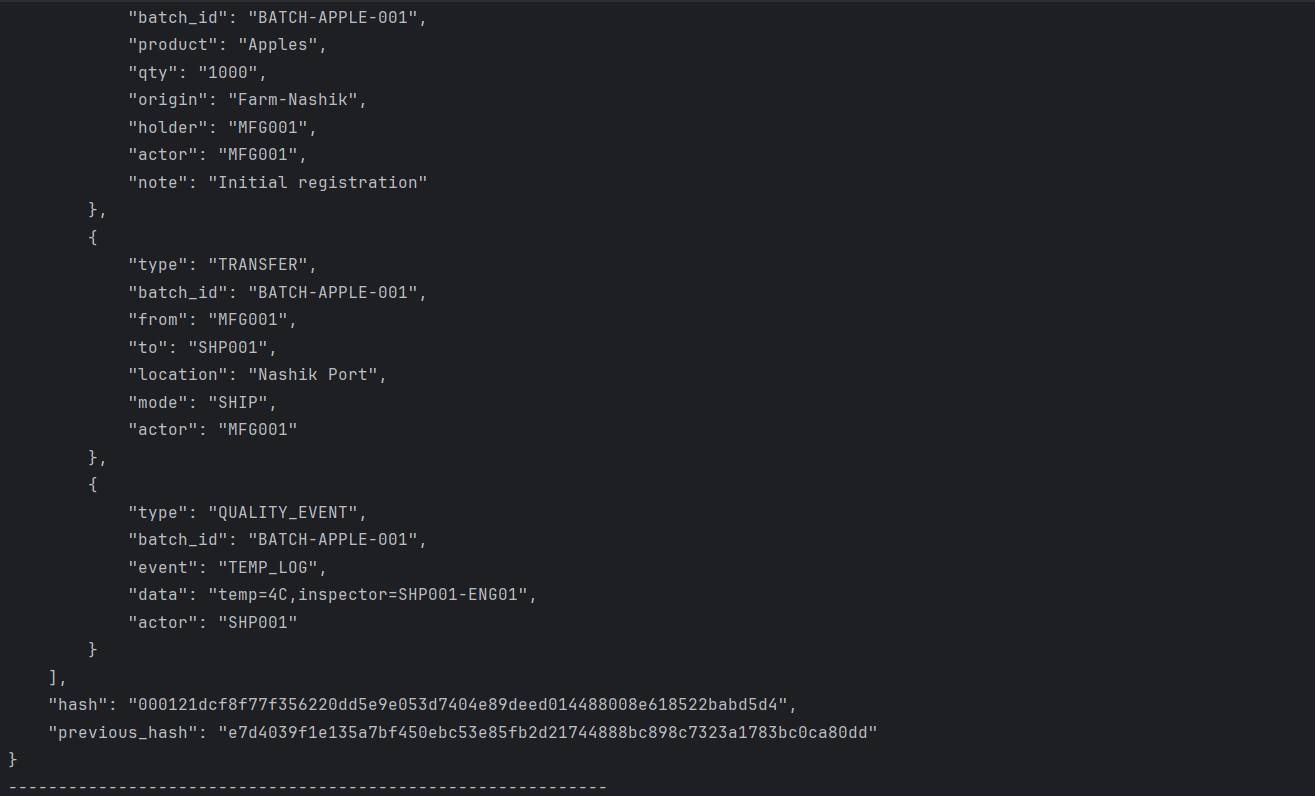 "batch_id": "BATCH-APPLE-001",
"product": "Apples",
"qty": "1000",
"origin": "Farm-Nashik",
"holder": "MFG001",
"actor": "MFG001",
"note": "Initial registration"
},
{
"type": "TRANSFER",
"batch_id": "BATCH-APPLE-001",
"from": "MFG001",
"to": "SHP001",
"location": "Nashik Port",
"mode": "SHIP",
"actor": "MFG001"
},
{
"type": "QUALITY_EVENT",
"batch_id": "BATCH-APPLE-001",
"event": "TEMP_LOG",
"data": "temp=4C,inspector=SHP001-ENG01",
"actor": "SHP001"
}
],
"hash": "000121dcf8f77f356220dd5e9e053d7404e89deed014488008e618522babd5d4",
"previous_hash": "e7d4039f1e135a7bf450ebc53e85fb2d21744888bc898c7323a1783bc0ca80dd"
}
------------------------------------------------------------